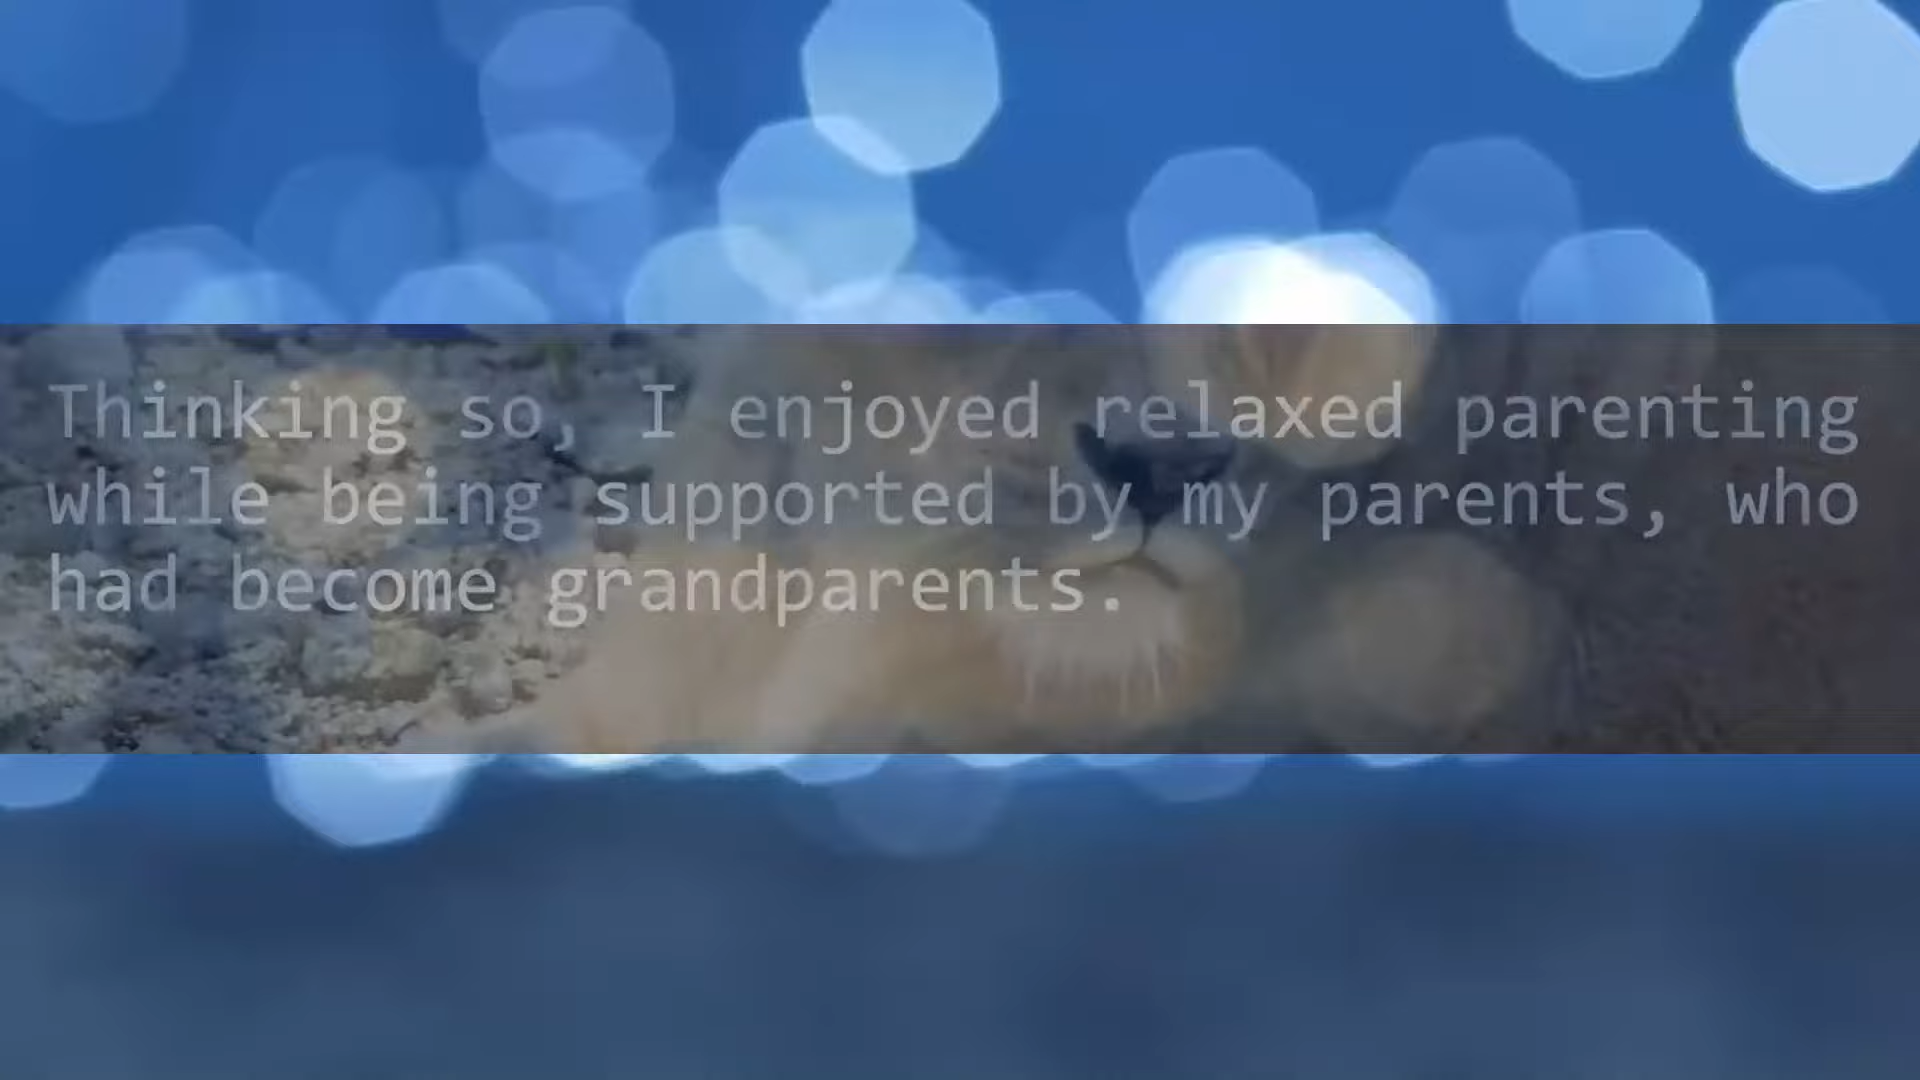 Thinking so, I enjoyed relaxed parenting
while being supported by my parents, who
had become grandparents.